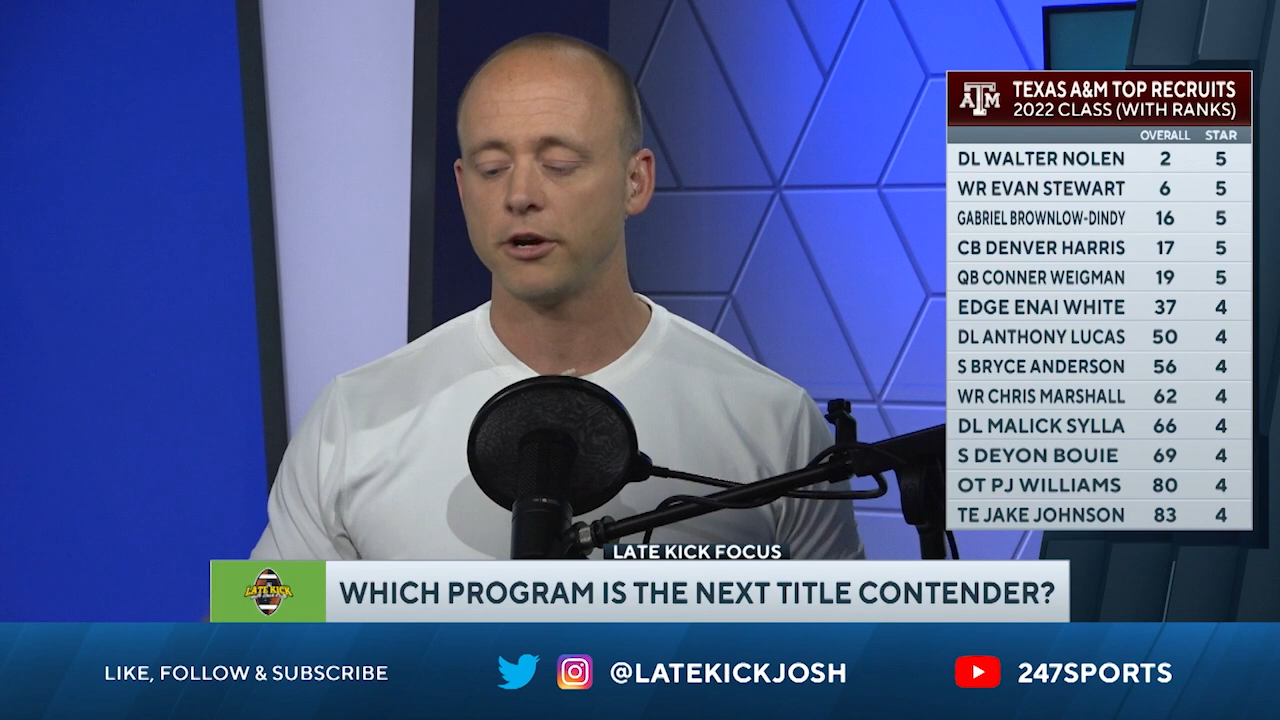 ATM
TEXAS A&M TOP RECRUITS
2022 CLASS (WITH RANKS)
OVERALL STAR
DL WALTER NOLEN 2 5
WR EVAN STEWART 6 5
GABRIEL BROWNLOW-DINDY 16 5
CB DENVER HARRIS 17 5
QB CONNER WEIGMAN 19 5
EDGE ENAI WHITE 37 4
DL ANTHONY LUCAS 50 4
S BRYCE ANDERSON 56 4
WR CHRIS MARSHALL 62 4
DL MALICK SYLLA 66 4
S DEYON BOUIE 69 4
OT PJ WILLIAMS 80 4
TE JAKE JOHNSON 83 4
LATE KICK FOCUS
LATE KICK
WHICH PROGRAM IS THE NEXT TITLE CONTENDER?
LIKE, FOLLOW & SUBSCRIBE
@LATEKICKJOSH
247SPORTS